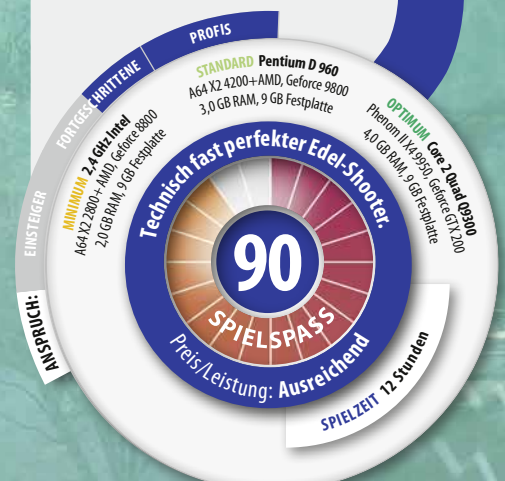 ANSPRUCH:
EINSTEIGER
FORTGESCHRITTENE
PROFIS
MINIMUM 2,4 GHz Intel
A64 X2 2800+ AMD, Geforce 8800
2,0 GB RAM, 9 GB Festplatte
STANDARD Pentium D 960
A64 X2 4200+AMD, Geforce 9800
3,0 GB RAM, 9 GB Festplatte
OPTIMUM Core 2 Quad Q9300
Phenom II X4 9950, Geforce GTX 200
4,0 GB RAM, 9 GB Festplatte
Technisch fast perfekter Edel-Shooter.
90
SPIELSPASS
Preis/Leistung: Ausreichend
SPIELZEIT 12 Stunden